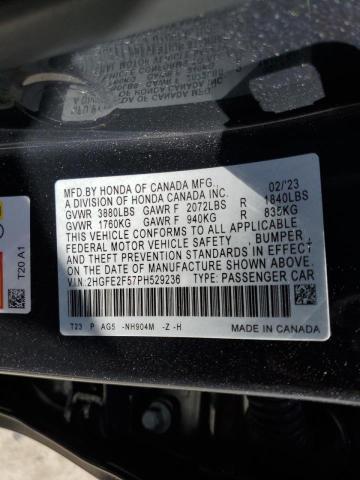 MFD.BY HONDA OF CANADA MFG. 02/'23
A DIVISION OF HONDA CANADA INC.
GVWR 3880LBS GAWR F 2072LBS R 1840LBS
GVWR 1760KG GAWR F 940KG R 835KG
THIS VEHICLE CONFORMS TO ALL APPLICABLE
FEDERAL MOTOR VEHICLE SAFETY , BUMPER ,
AND THEFT PREVENTION STANDARDS IN EFFECT
ON THE DATE OF MANUFACTURE SHOWN ABOVE.
V.I.N:2HGFE2F57PH529236 TYPE: PASSENGER CAR
T23 P AG5 -NH904M -Z -H
MADE IN CANADA
T20 A1